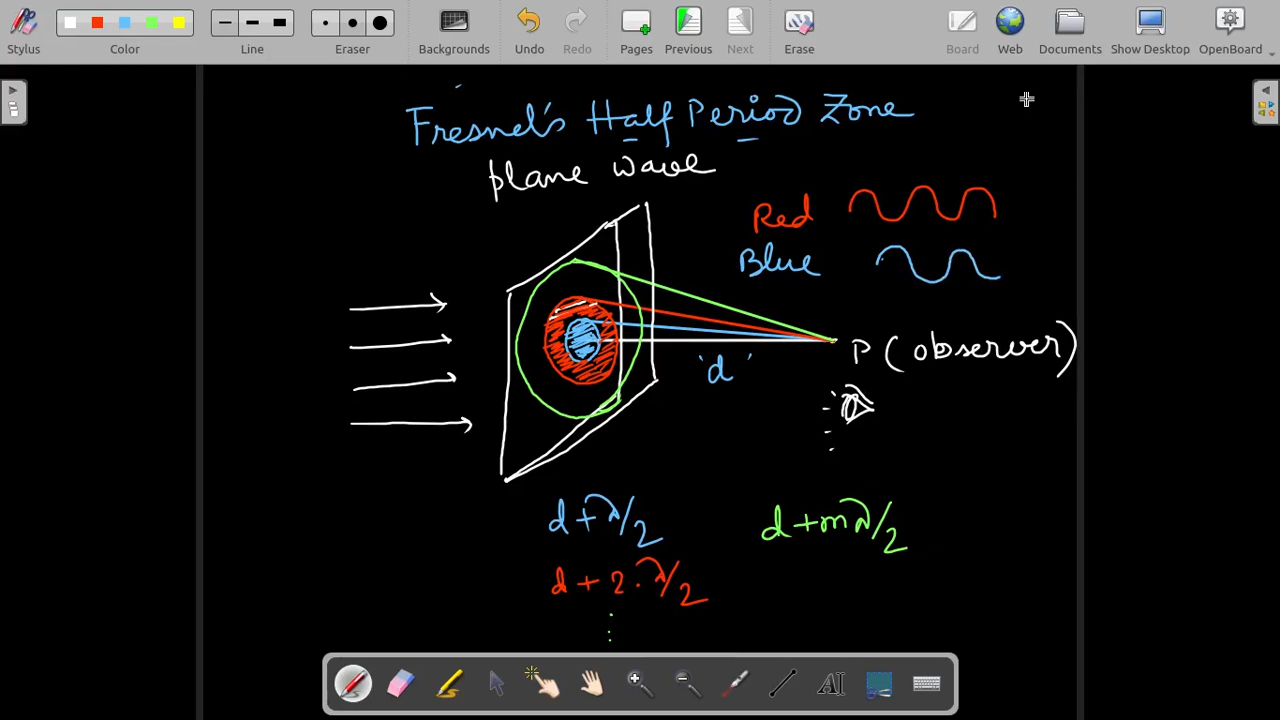 Stylus
Color
Line
Eraser
Backgrounds
Undo
Redo
Pages
Previous
Next
Erase
Board
Web
Documents
Show Desktop
OpenBoard
Fresnel's Half Period Zone
plane wave
Red
Blue
P (observer)
'd'
d + λ/2
d + mλ/2
d + 2 · λ/2
AI